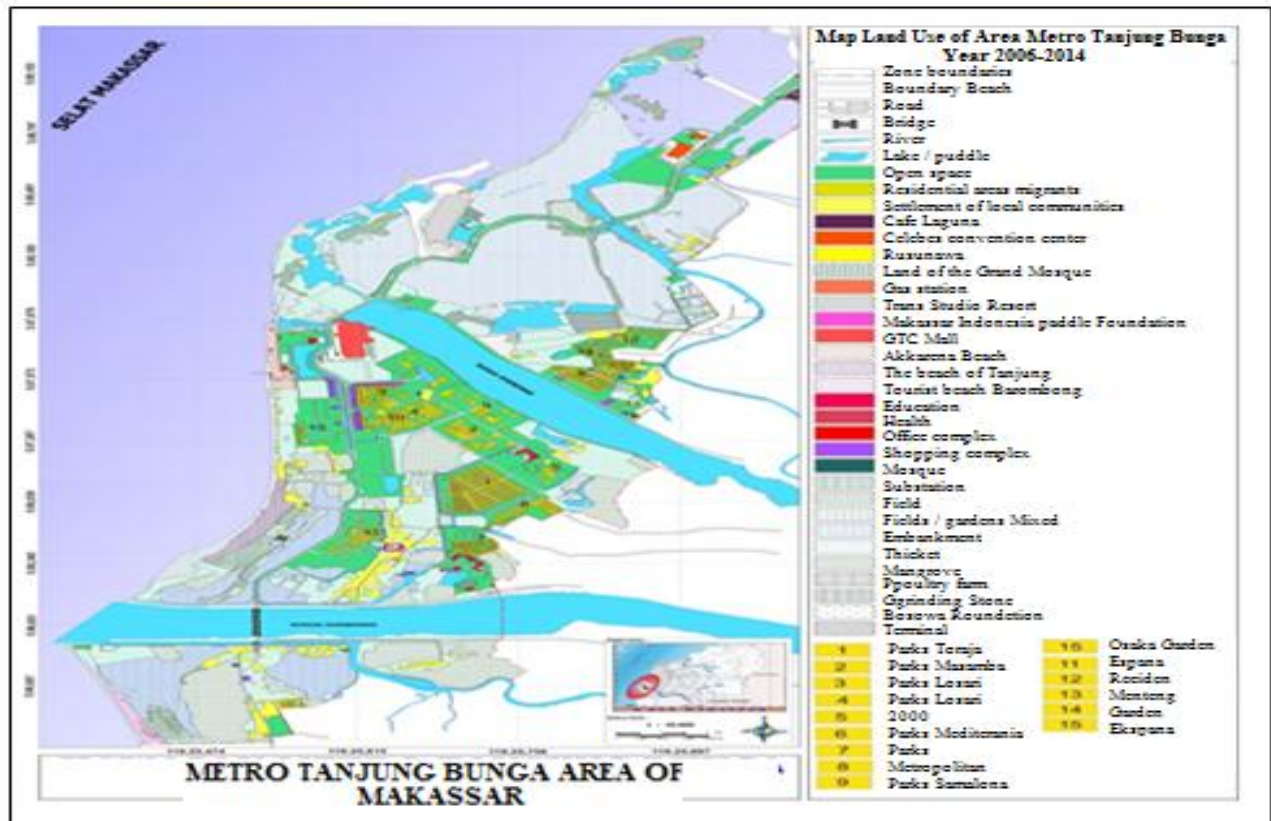 SELAT MAKASSAR
METRO TANJUNG BUNGA AREA OF
MAKASSAR
Map Land Use of Area Metro Tanjung Bunga
Year 2006-2014
Zone boundaries
Boundary Beach
Road
Bridge
River
Lake / puddle
Open space
Residential areas migrants
Settlement of local communities
Cafe Laguna
Celebes convention center
Rusunawa
Land of the Grand Mosque
Gas station
Trans Studio Resort
Makassar Indonesia paddle Foundation
GTC Mall
Akkarena Beach
The beach of Tanjung
Tourist beach Barombong
Education
Health
Office complex
Shopping complex
Mosque
Substation
Field
Fields / gardens Mixed
Embankment
Thicket
Mangrove
Ppoultry farm
Ggrinding Stone
Bosowa Roundetion
Terminal
1 Parks Toraja
2 Parks Masamba
3 Parks Losari
4 Parks Losari
5 2000
6 Parks Mediterania
7 Parks
8 Metropolitan
9 Parks Samalona
Osaka Garden
11 Espana
12 Residen
13 Menteng
14 Garden
15 Ekspana